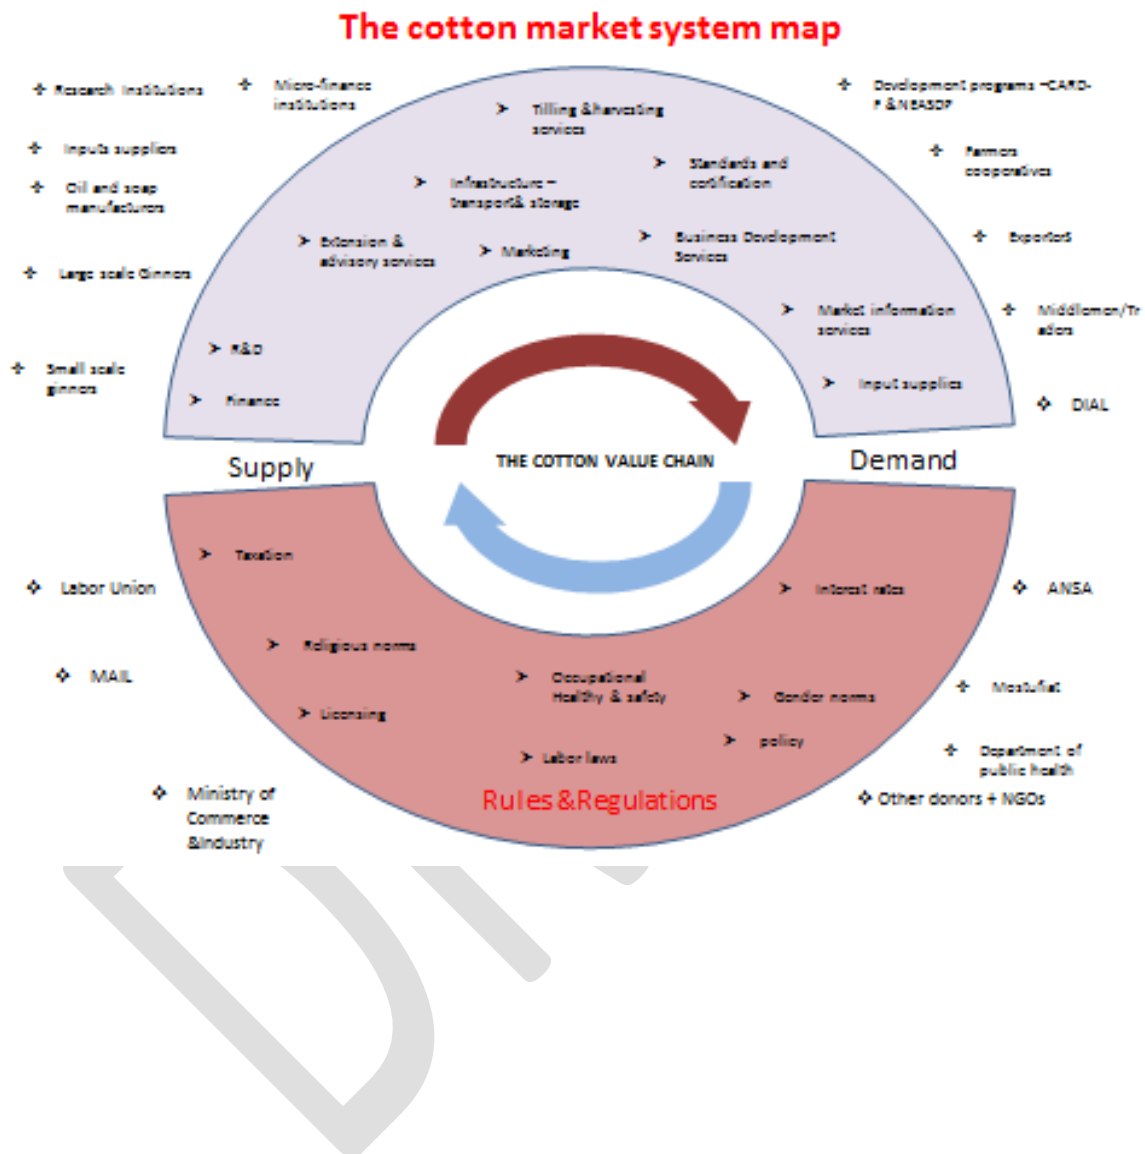 The cotton market system map
Research Institutions
Micro-finance
institutions
Development programs –CARD-
F & NEASDP
Tilling &harvesting
services
Inputs suppliers
Farmers
cooperatives
Standards and
certification
Oil and soap
manufacturers
Infrastructure –
transport& storage
Extension &
advisory services
Marketing
Business Development
Services
Exporters
Large scale Ginners
Market information
services
Middlemen/Tr
aders
R&D
Small scale
ginners
Finance
Input supplies
DIAL
Supply
THE COTTON VALUE CHAIN
Demand
Taxation
Labor Union
Interest rates
ANSA
Religious norms
MAIL
Occupational
Healthy & safety
Gender norms
Mostufiat
Licensing
policy
Labor laws
Department of
public health
Ministry of
Commerce
&Industry
Rules&Regulations
Other donors + NGOs